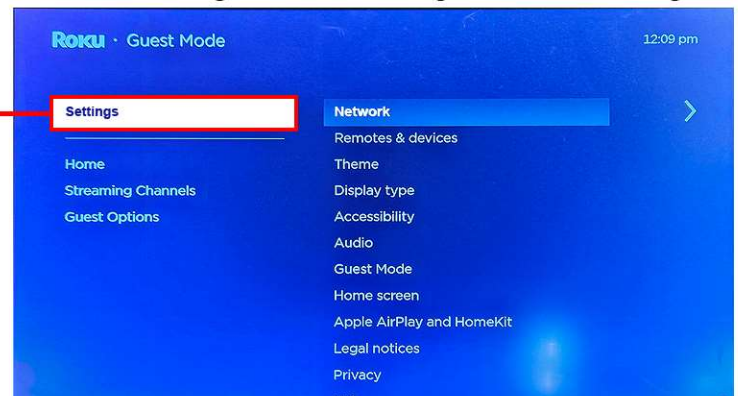 Roku · Guest Mode
12:09 pm
Settings
Home
Streaming Channels
Guest Options
Network
Remotes & devices
Theme
Display type
Accessibility
Audio
Guest Mode
Home screen
Apple AirPlay and HomeKit
Legal notices
Privacy